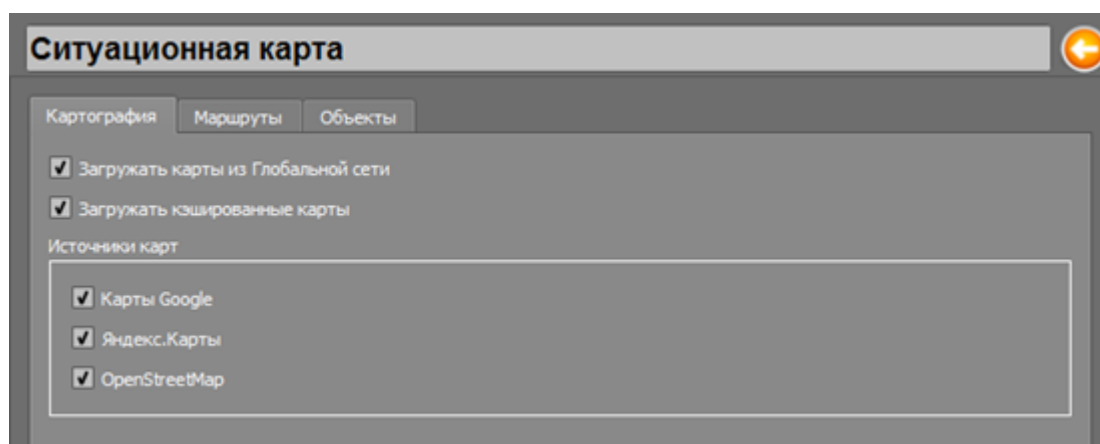 Ситуационная карта
Картография Маршруты Объекты
Загружать карты из Глобальной сети
Загружать кэшированные карты
Источники карт
Карты Google
Яндекс.Карты
OpenStreetMap